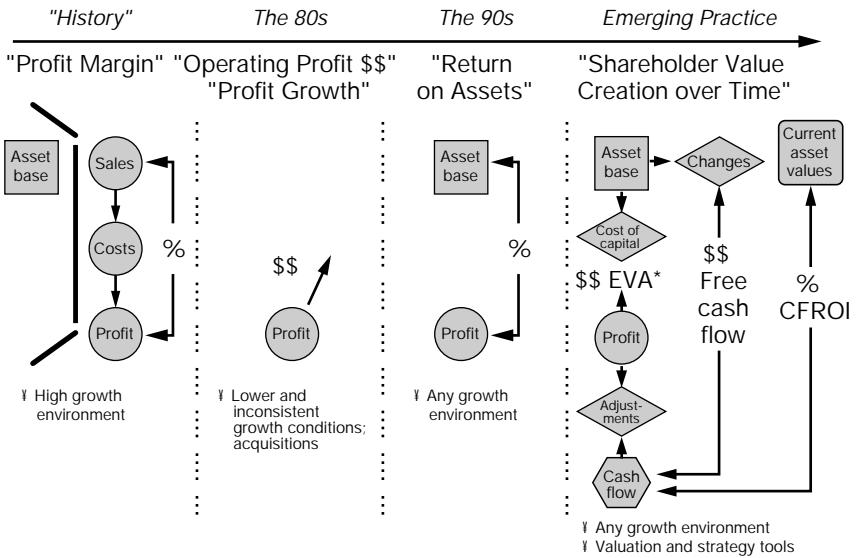 "History"
The 80s
The 90s
Emerging Practice
"Profit Margin"
"Operating Profit $$"
"Profit Growth"
"Return
on Assets"
"Shareholder Value
Creation over Time"
Asset
base
Sales
Costs
Profit
%
¥ High growth
environment
$$
Profit
¥ Lower and
inconsistent
growth conditions;
acquisitions
Asset
base
%
Profit
¥ Any growth
environment
Asset
base
Changes
Current
asset
values
Cost of
capital
$$ EVA*
Profit
Adjust-
ments
Cash
flow
$$
Free
cash
flow
%
CFROI
¥ Any growth environment
¥ Valuation and strategy tools